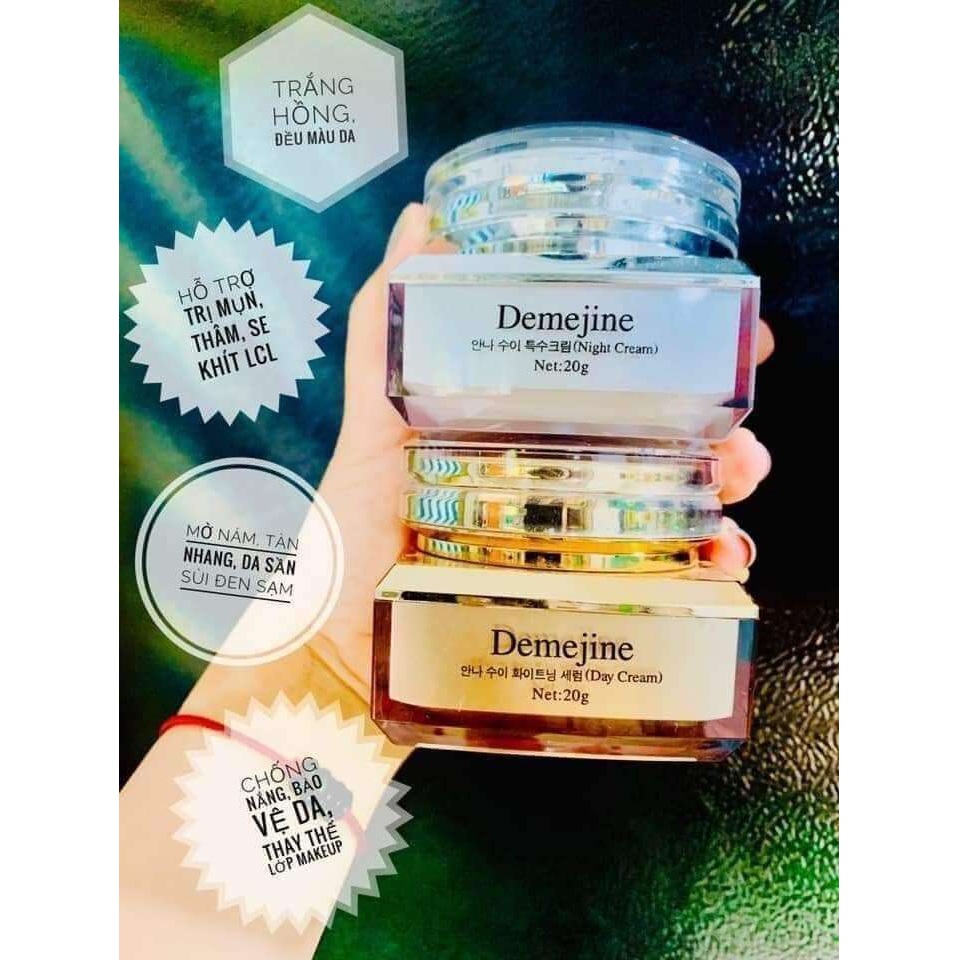 TRẮNG
HỒNG,
ĐỀU MÀU DA
HỖ TRỢ
TRỊ MỤN,
THÂM, SE
KHÍT LCL
Demejine
안나 수이 특수크림(Night Cream)
Net:20g
MỜ NÁM, TÀN
NHANG, DA SẦN
SÙI ĐEN SẠM
Demejine
안나 수이 화이트닝 세럼(Day Cream)
Net:20g
CHỐNG
NẮNG, BẢO
VỆ DA,
THAY THẾ
LỚP MAKEUP